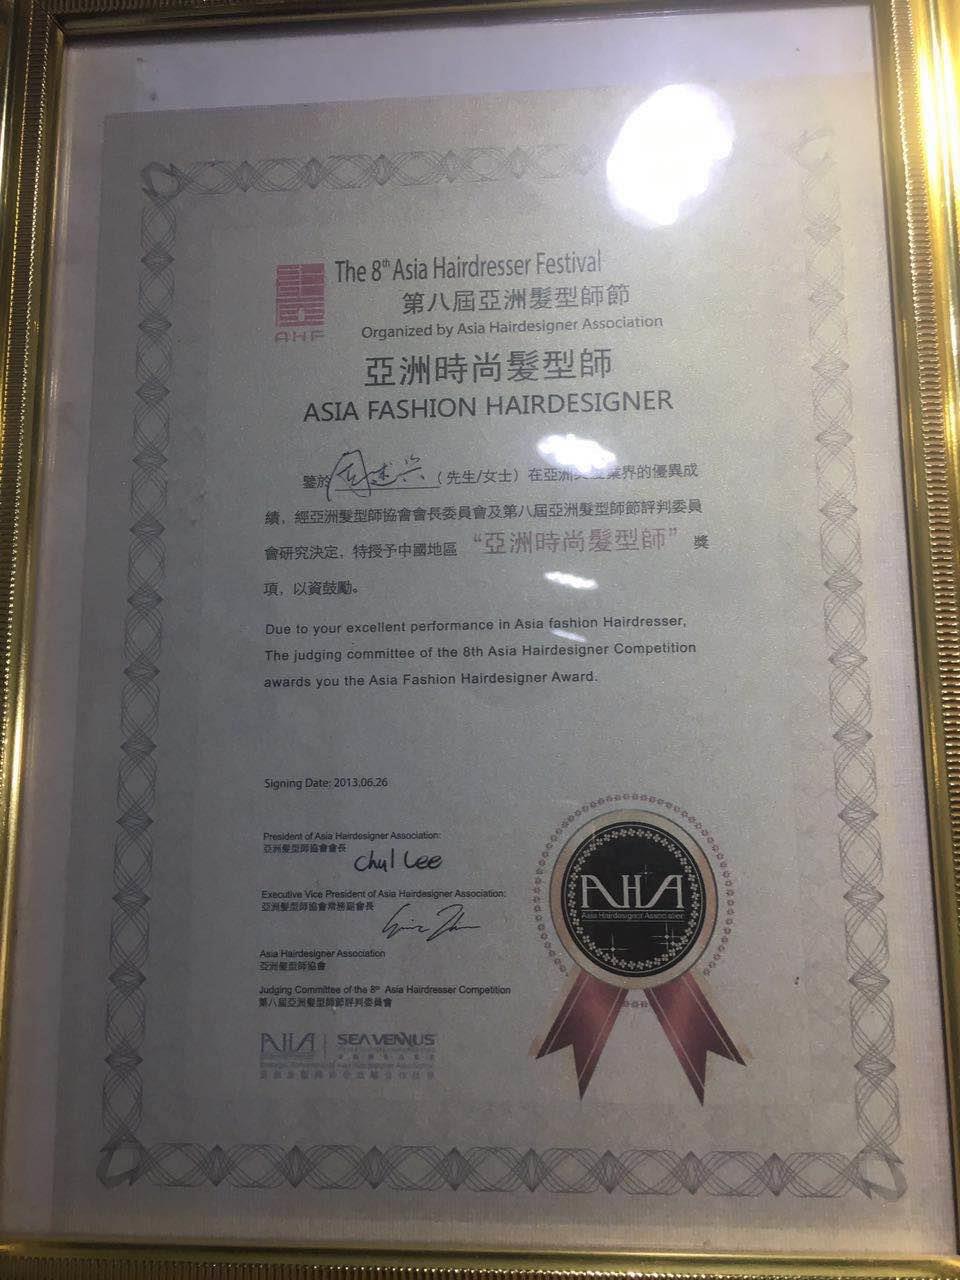 AHF
The 8th Asia Hairdresser Festival
第八屆亞洲髮型師節
Organized by Asia Hairdesigner Association
亞洲時尚髮型師
ASIA FASHION HAIRDESIGNER
鑒於（先生/女士）在亞洲業界的優異成
績，經亞洲髮型師協會會長委員會及第八屆亞洲髮型師節評判委員
會研究決定，特授予中國地區 “亞洲時尚髮型師” 獎
項，以資鼓勵。
Due to your excellent performance in Asia fashion Hairdresser,
The judging committee of the 8th Asia Hairdesigner Competition
awards you the Asia Fashion Hairdesigner Award.
Signing Date: 2013.06.26
President of Asia Hairdesigner Association:
亞洲髮型師協會會長
Chul Lee
Executive Vice President of Asia Hairdesigner Association:
亞洲髮型師協會常務副會長
Asia Hairdesigner Association
亞洲髮型師協會
Judging Committee of the 8th Asia Hairdresser Competition
第八屆亞洲髮型師節評判委員會
AHA
Asia Hairdesigner Association
AHA | SEAVENNUS